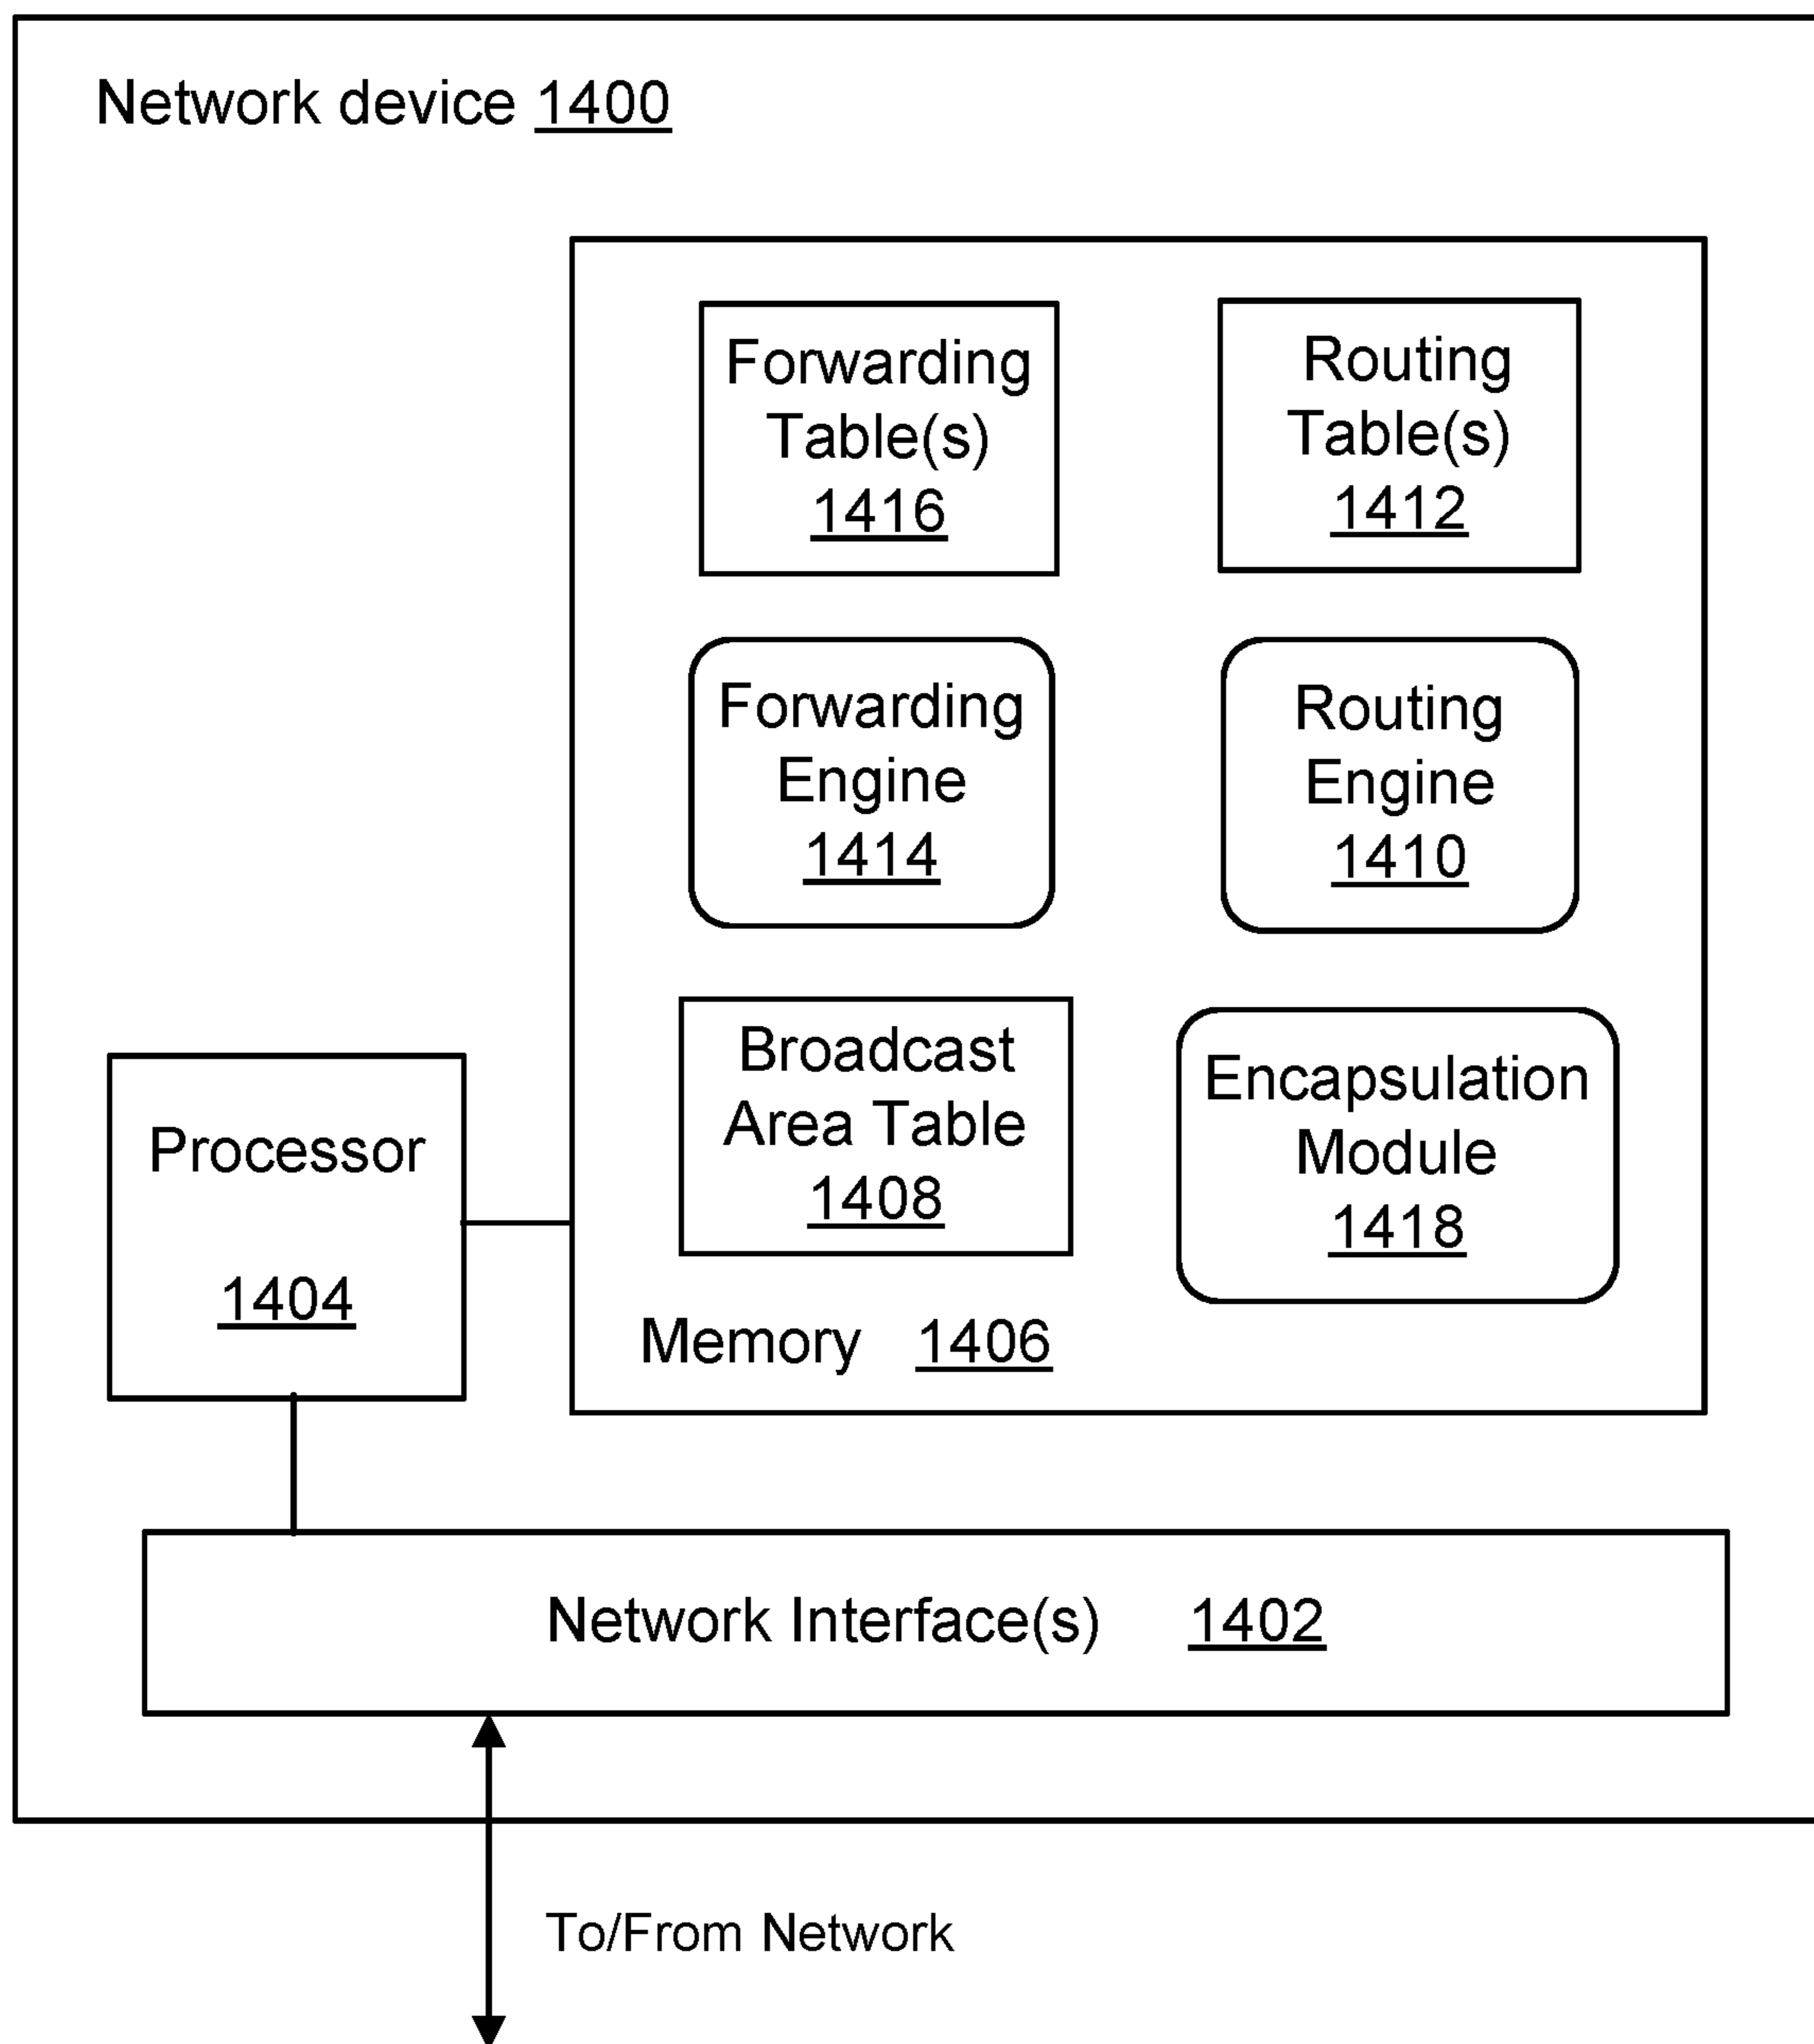 Network device 1400
Forwarding
Table(s)
1416
Routing
Table(s)
1412
Forwarding
Engine
1414
Routing
Engine
1410
Broadcast
Area Table
1408
Encapsulation
Module
1418
Memory 1406
Processor
1404
Network Interface(s) 1402
To/From Network